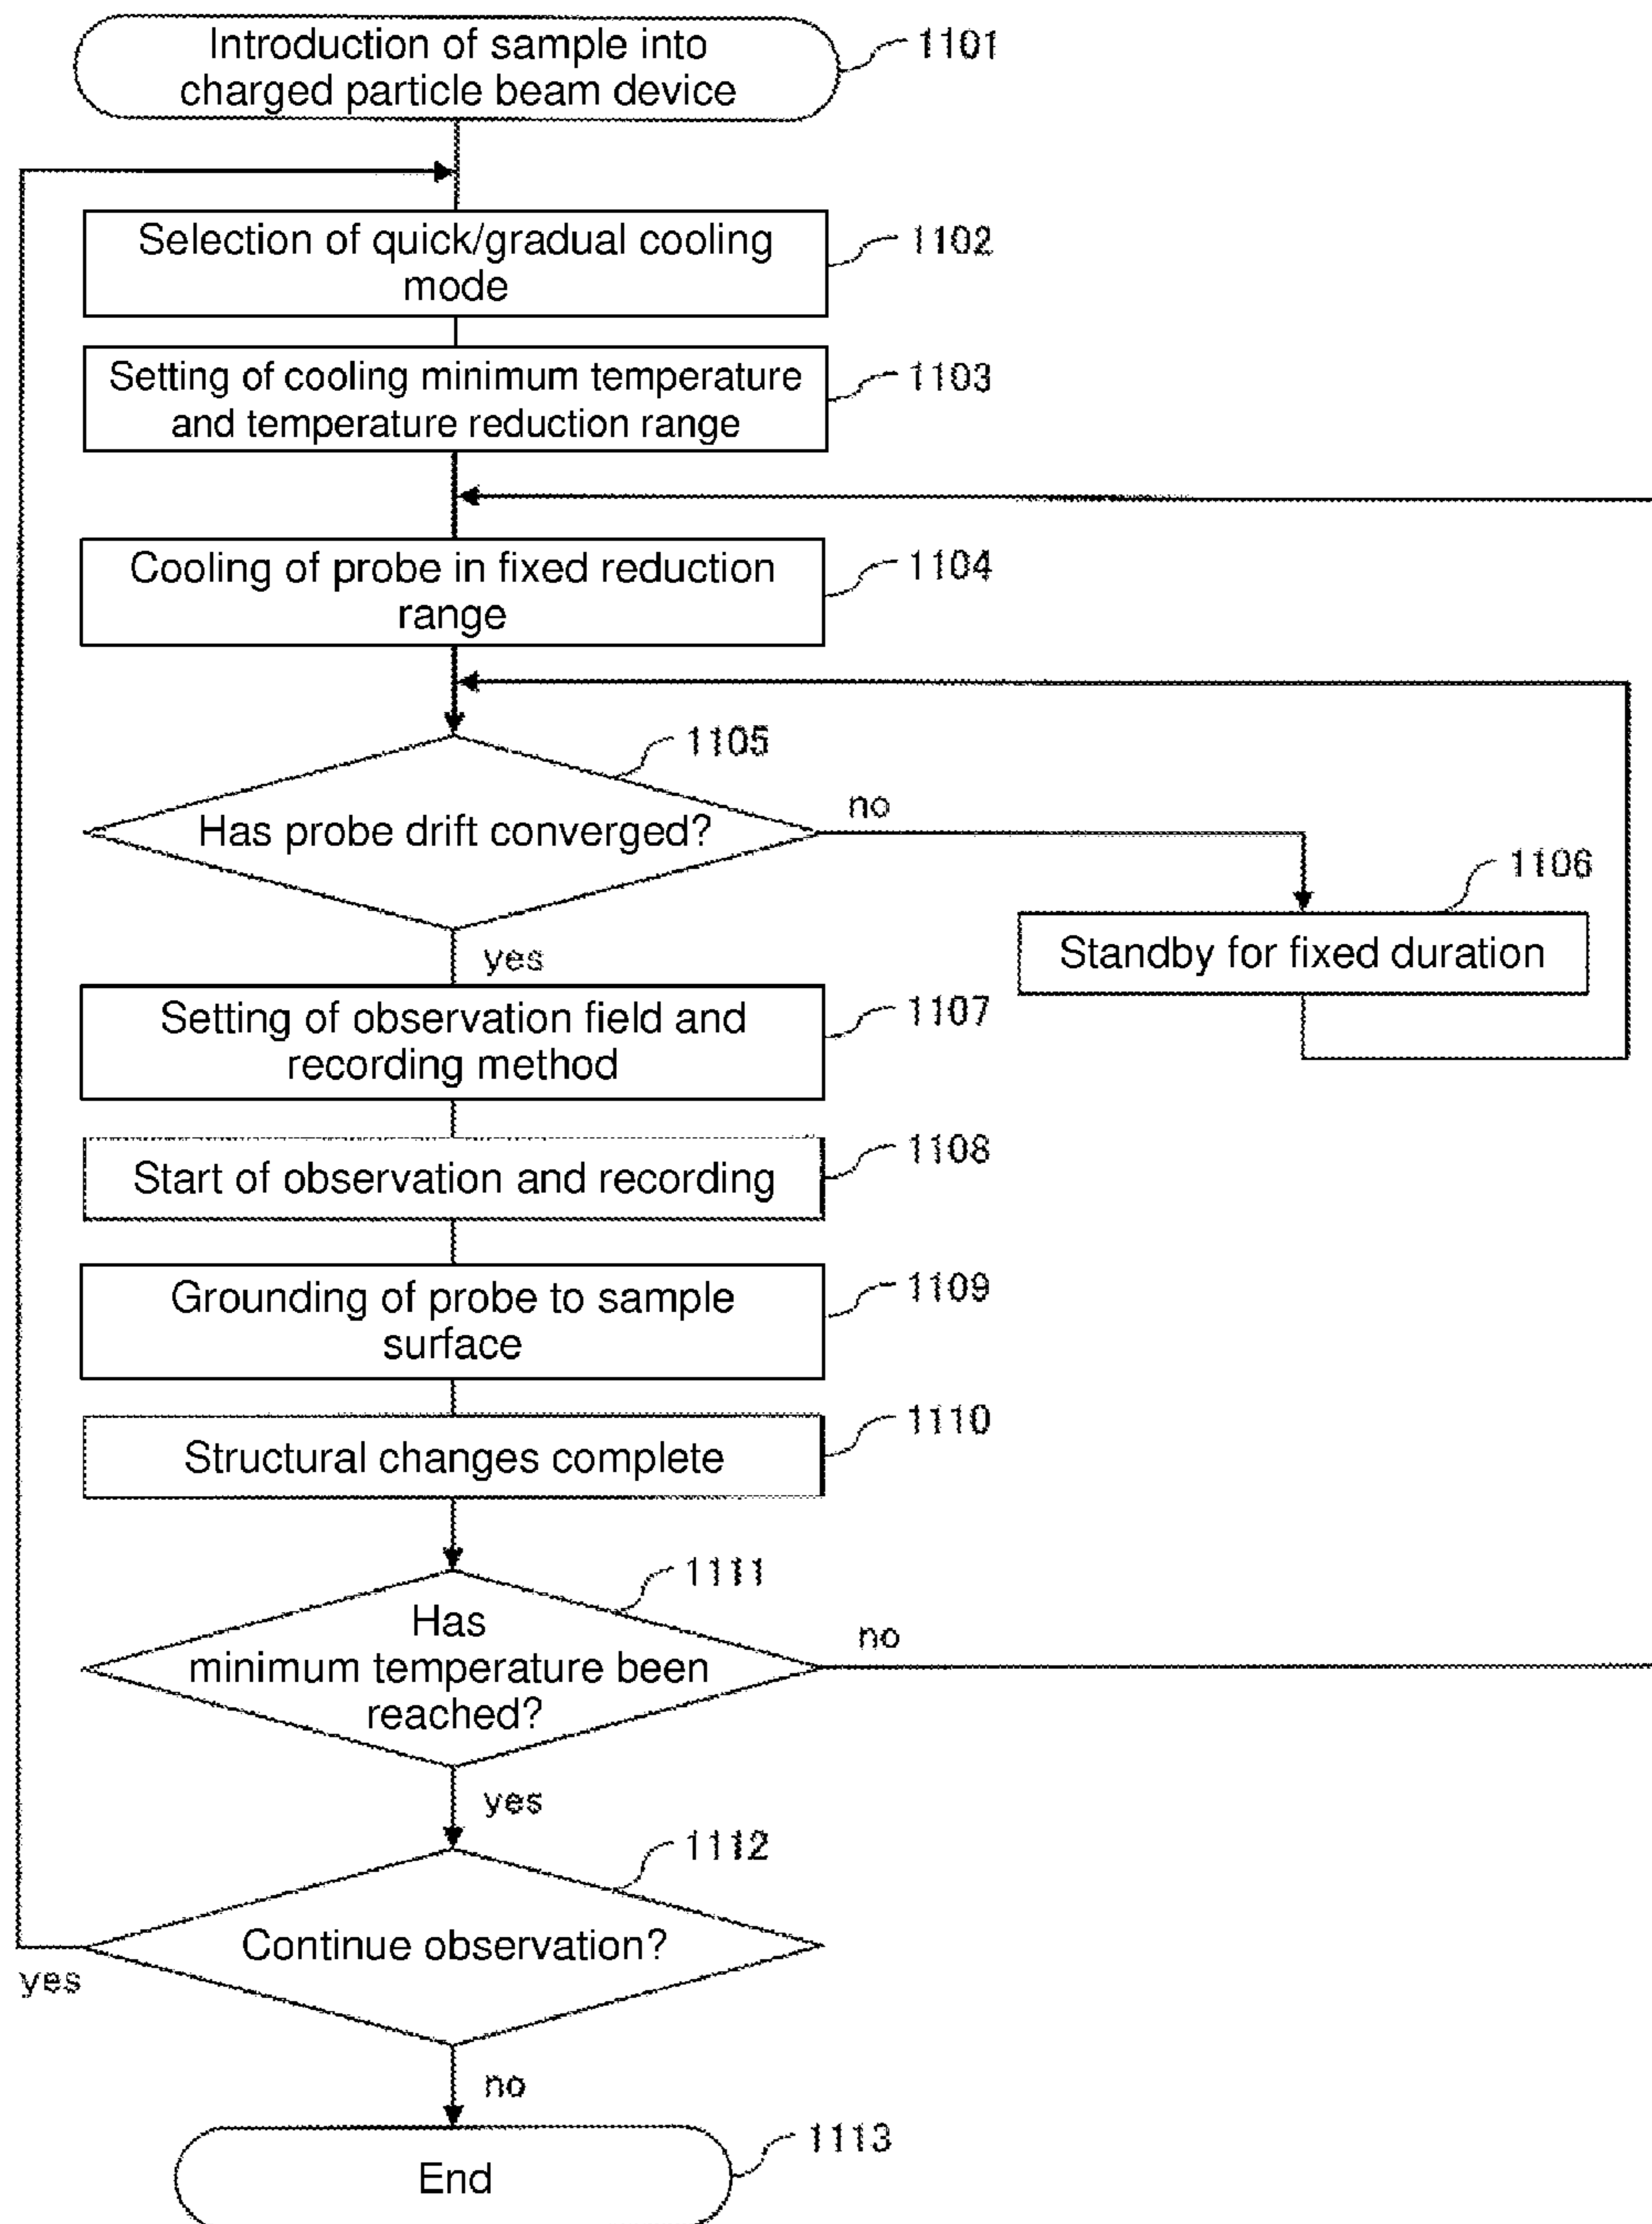 Introduction of sample into
charged particle beam device
1101
Selection of quick/gradual cooling
mode
1102
Setting of cooling minimum temperature
and temperature reduction range
1103
Cooling of probe in fixed reduction
range
1104
1105
Has probe drift converged?
no
1106
Standby for fixed duration
yes
Setting of observation field and
recording method
1107
Start of observation and recording
1108
Grounding of probe to sample
surface
1109
Structural changes complete
1110
1111
Has
minimum temperature been
reached?
no
yes
1112
Continue observation?
yes
no
End
1113